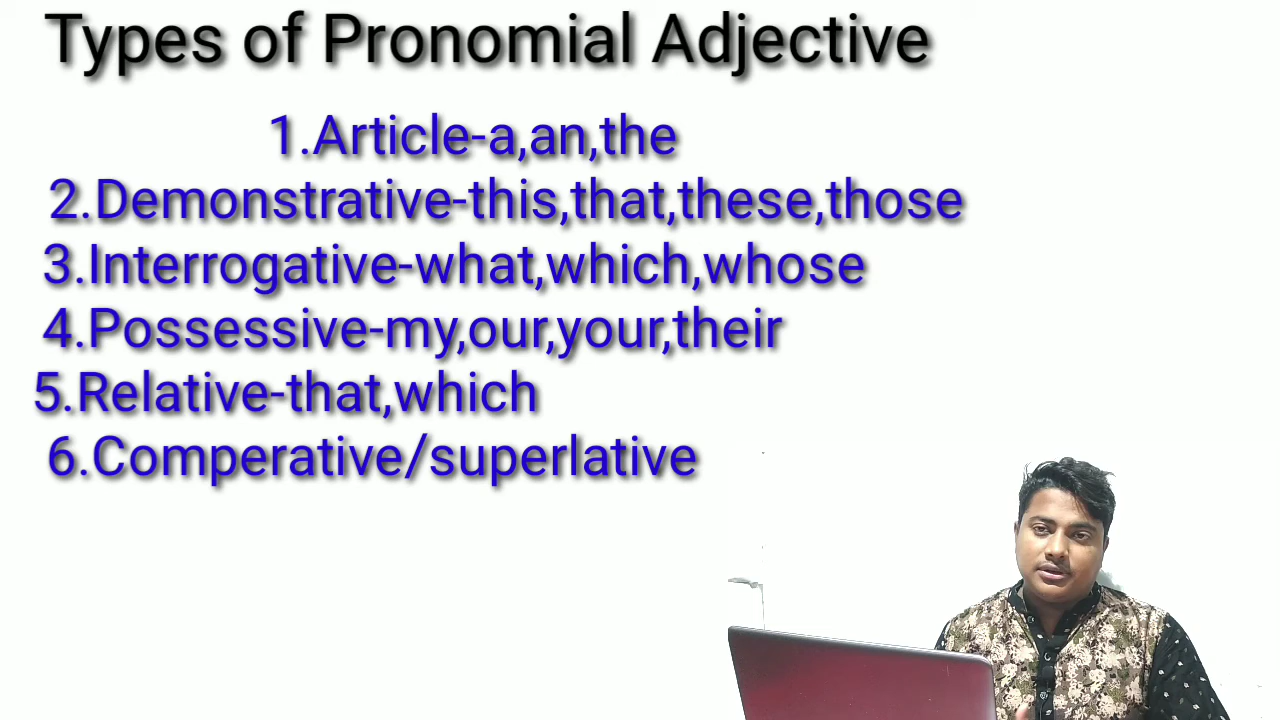 Types of Pronomial Adjective
1.Article-a,an,the
2.Demonstrative-this,that,these,those
3.Interrogative-what,which,whose
4.Possessive-my,our,your,their
5.Relative-that,which
6.Comperative/superlative